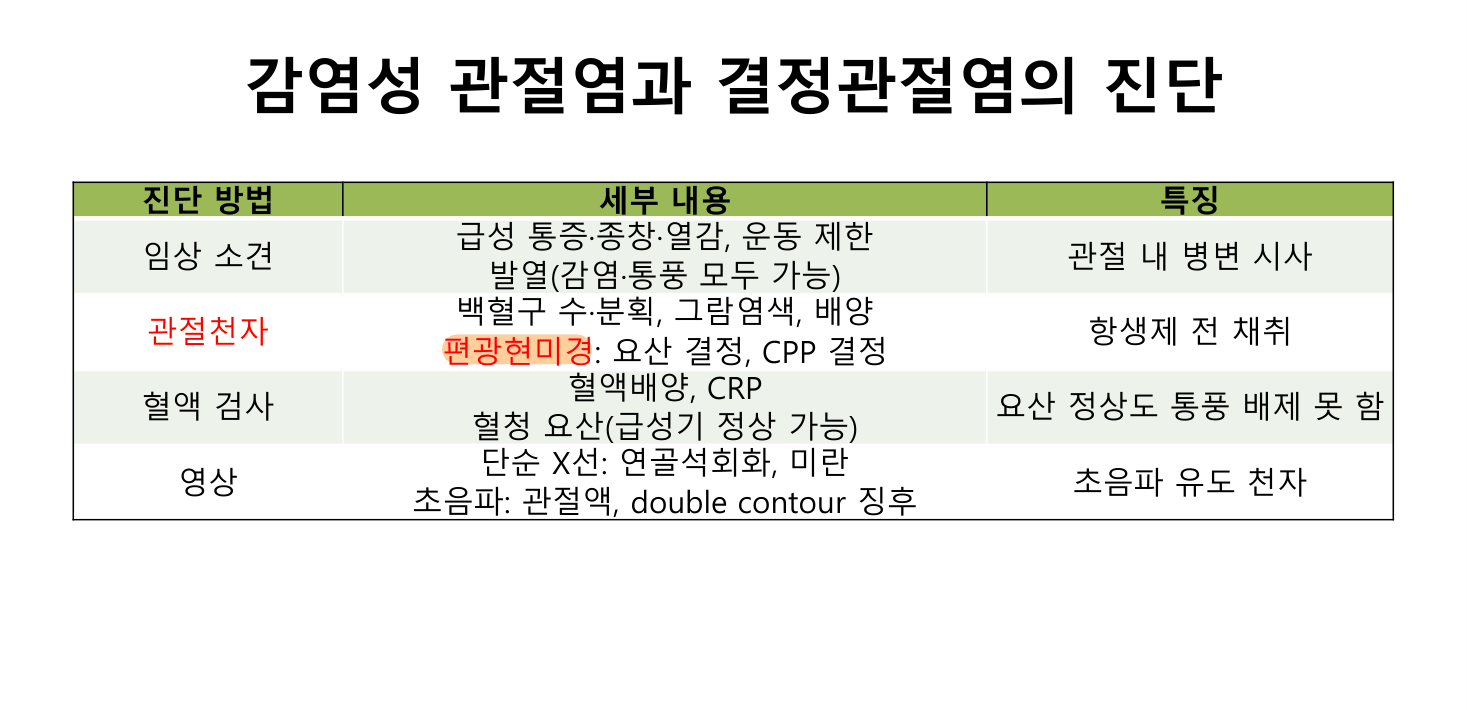 감염성 관절염과 결정관절염의 진단
진단 방법 세부 내용 특징
임상 소견
급성 통증·종창·열감, 운동 제한
발열(감염·통풍 모두 가능)
관절 내 병변 시사
관절천자
백혈구 수·분획, 그람염색, 배양
편광현미경: 요산 결정, CPP 결정
항생제 전 채취
혈액 검사
혈액배양, CRP
혈청 요산(급성기 정상 가능)
요산 정상도 통풍 배제 못 함
영상
단순 X선: 연골석회화, 미란
초음파: 관절액, double contour 징후
초음파 유도 천자